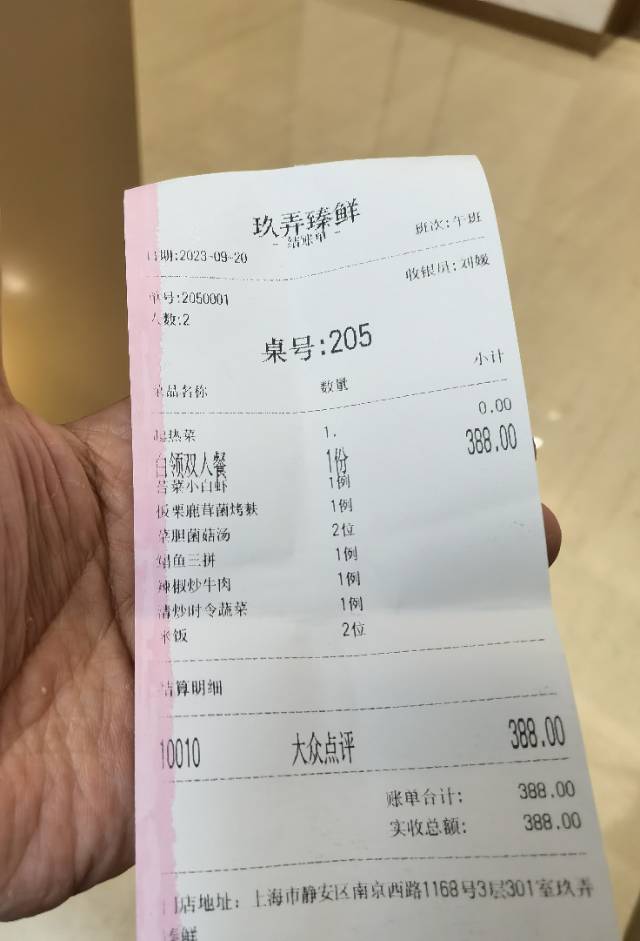 玖弄臻鲜
- 结账单 -
日期:2023-09-20 班次:午班
单号:2050001 收银员:刘媛
人数:2
桌号:205
单品名称 数量 小计
起热菜 1. 0.00
白领双人餐 1份 388.00
苔菜小白虾 1例
板栗鹿茸菌烤麸 1例
菜胆菌菇汤 2位
鲳鱼三拼 1例
辣椒炒牛肉 1例
清炒时令蔬菜 1例
米饭 2位
结算明细
10010 大众点评 388.00
账单合计: 388.00
实收总额: 388.00
门店地址: 上海市静安区南京西路1168号3层301室玖弄
臻鲜